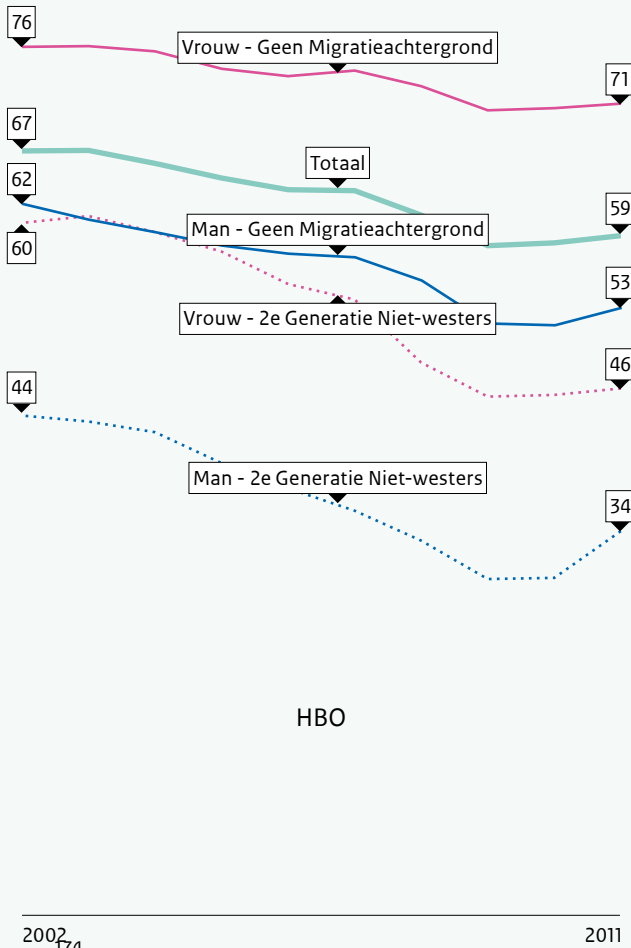 76
Vrouw - Geen Migratieachtergrond
71
67
Totaal
62
59
Man - Geen Migratieachtergrond
60
53
Vrouw - 2e Generatie Niet-westers
46
44
Man - 2e Generatie Niet-westers
34
HBO
2002
174
2011